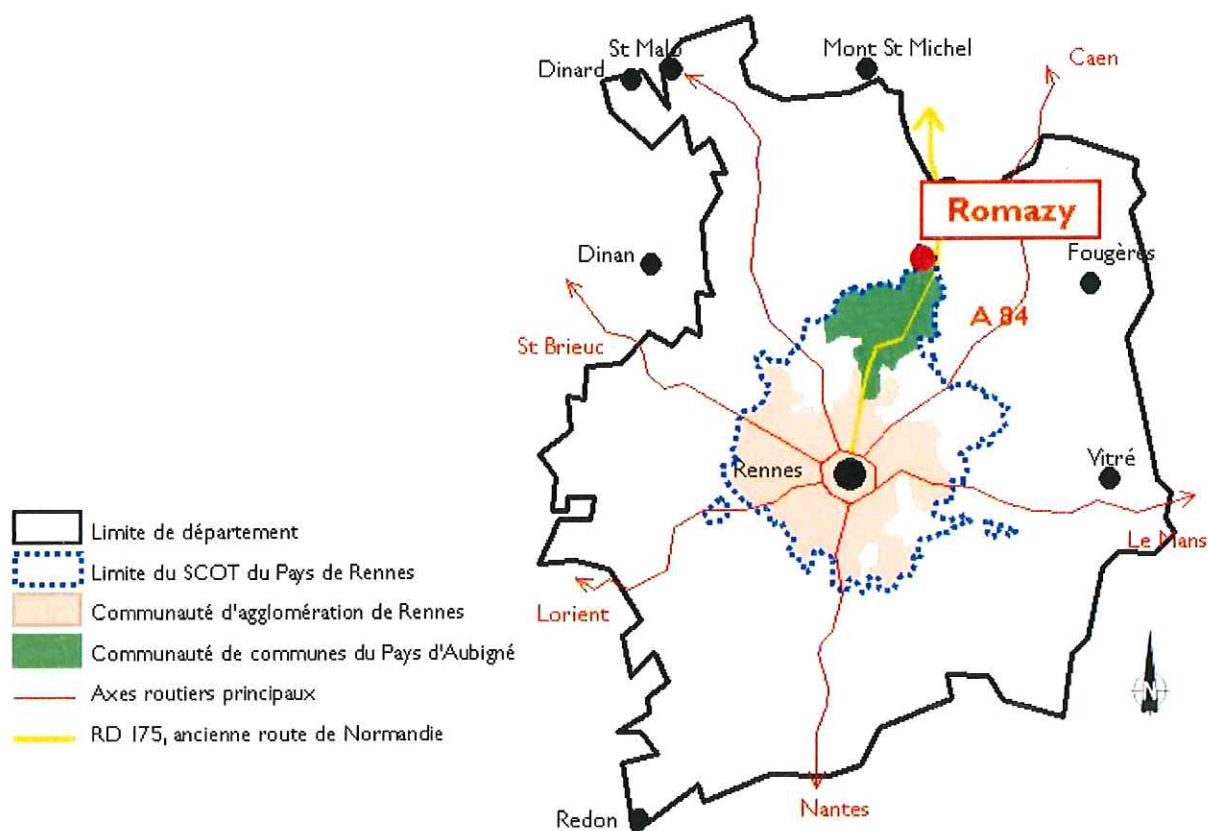 St Malo
Mont St Michel
Dinard
Caen
Romazy
Dinan
Fougères
A 84
St Brieuc
Rennes
Vitré
Le Mans
Lorient
Nantes
Redon
N
Limite de département
Limite du SCOT du Pays de Rennes
Communauté d'agglomération de Rennes
Communauté de communes du Pays d'Aubigné
Axes routiers principaux
RD 175, ancienne route de Normandie